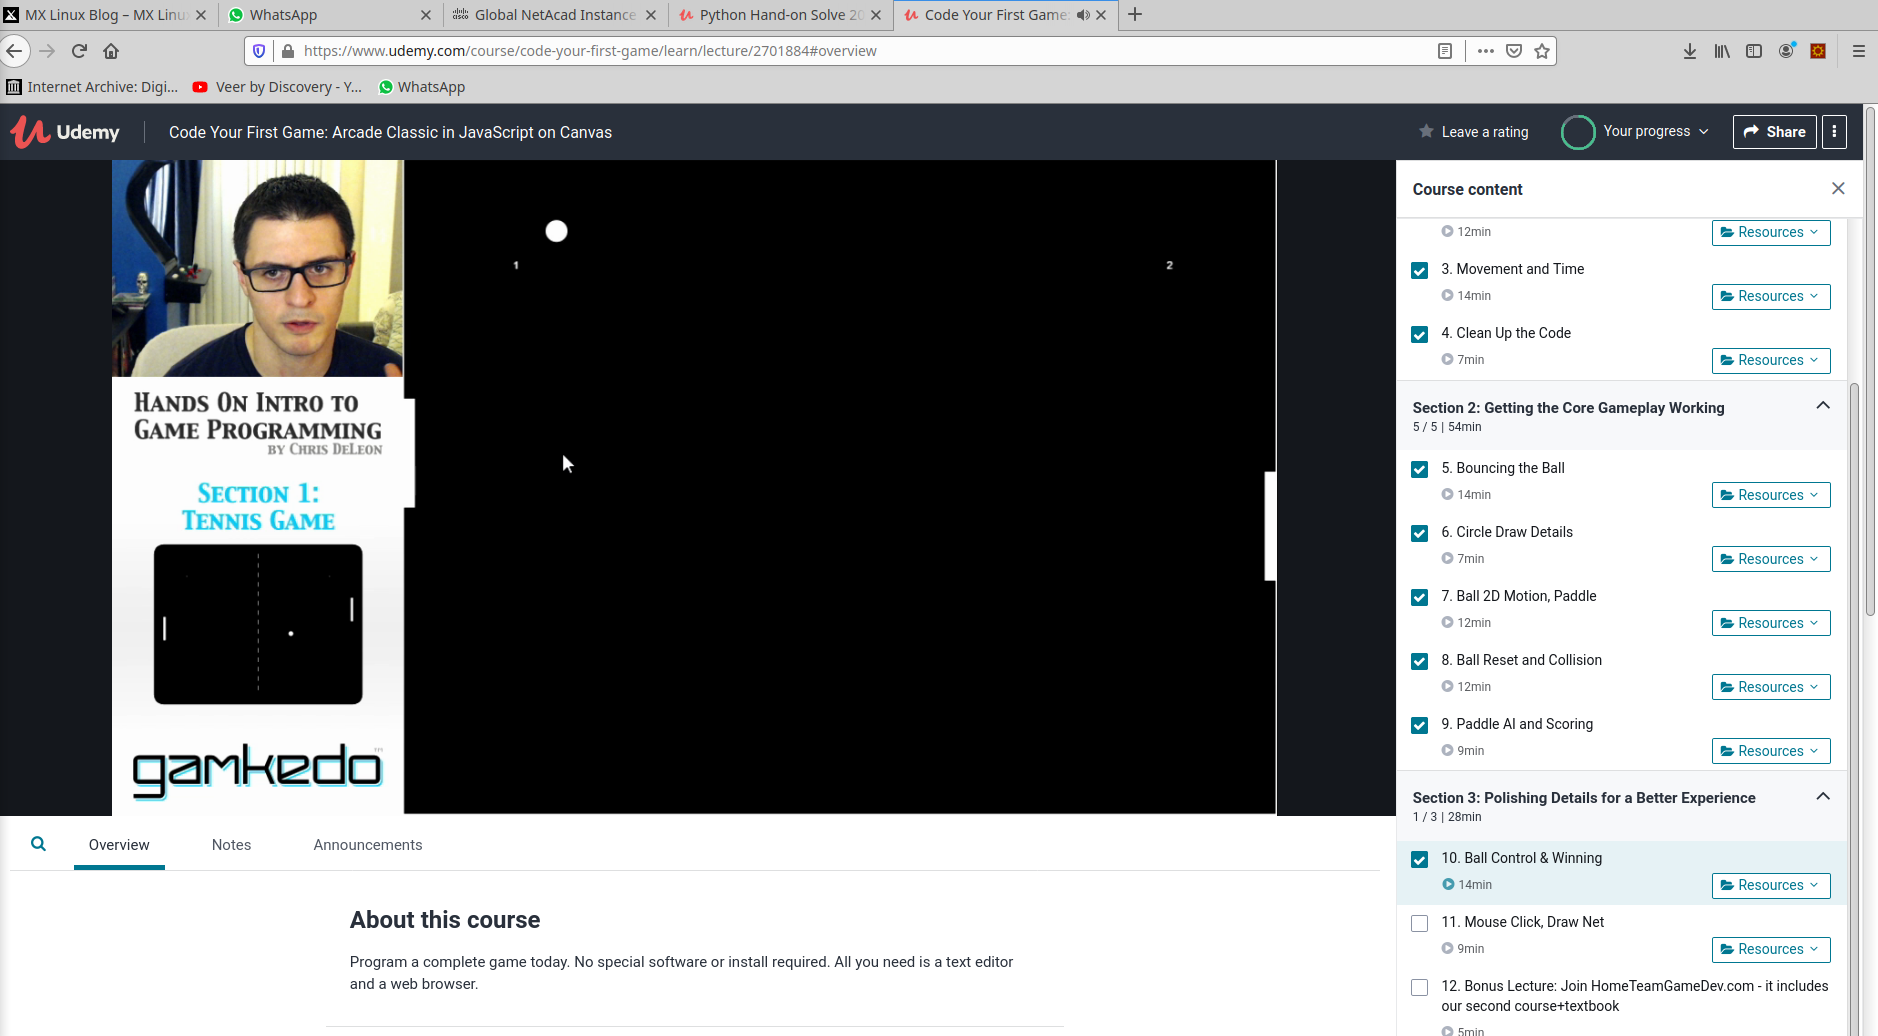 MX Linux Blog – MX Linu
WhatsApp
Global NetAcad Instance
Python Hand-on Solve 20
Code Your First Game:
https://www.udemy.com/course/code-your-first-game/learn/lecture/2701884#overview
Internet Archive: Digi...
Veer by Discovery - Y...
WhatsApp
Udemy
Code Your First Game: Arcade Classic in JavaScript on Canvas
Leave a rating
Your progress
Share
1
2
HANDS ON INTRO TO
GAME PROGRAMMING
BY CHRIS DELEON
SECTION 1:
TENNIS GAME
gamkedo™
Course content
12min
Resources
3. Movement and Time
14min
Resources
4. Clean Up the Code
7min
Resources
Section 2: Getting the Core Gameplay Working
5 / 5 | 54min
5. Bouncing the Ball
14min
Resources
6. Circle Draw Details
7min
Resources
7. Ball 2D Motion, Paddle
12min
Resources
8. Ball Reset and Collision
12min
Resources
9. Paddle AI and Scoring
9min
Resources
Section 3: Polishing Details for a Better Experience
1 / 3 | 28min
10. Ball Control & Winning
14min
Resources
11. Mouse Click, Draw Net
9min
Resources
12. Bonus Lecture: Join HomeTeamGameDev.com - it includes
our second course+textbook
5min
Overview
Notes
Announcements
About this course
Program a complete game today. No special software or install required. All you need is a text editor
and a web browser.